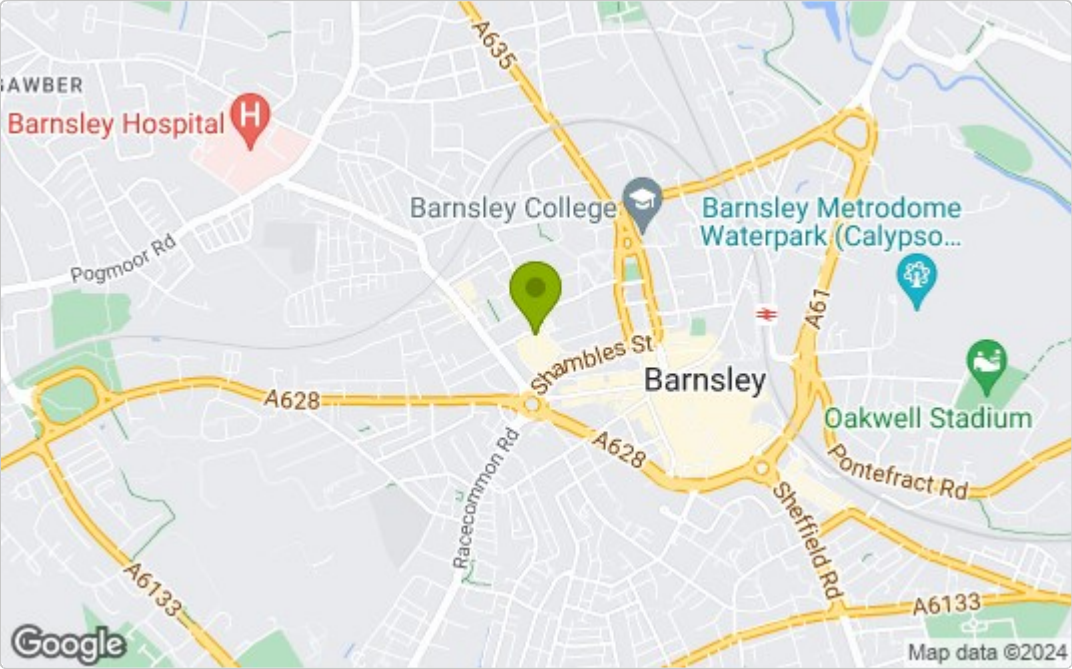 A635
GAWBER
Barnsley Hospital
H
Barnsley College
Barnsley Metrodome
Waterpark (Calypso...
Pogmoor Rd
A61
Shambles St
Barnsley
A628
Oakwell Stadium
A628
Pontefract Rd
Racecommon Rd
Sheffield Rd
A6133
A6133
Google
Map data ©2024